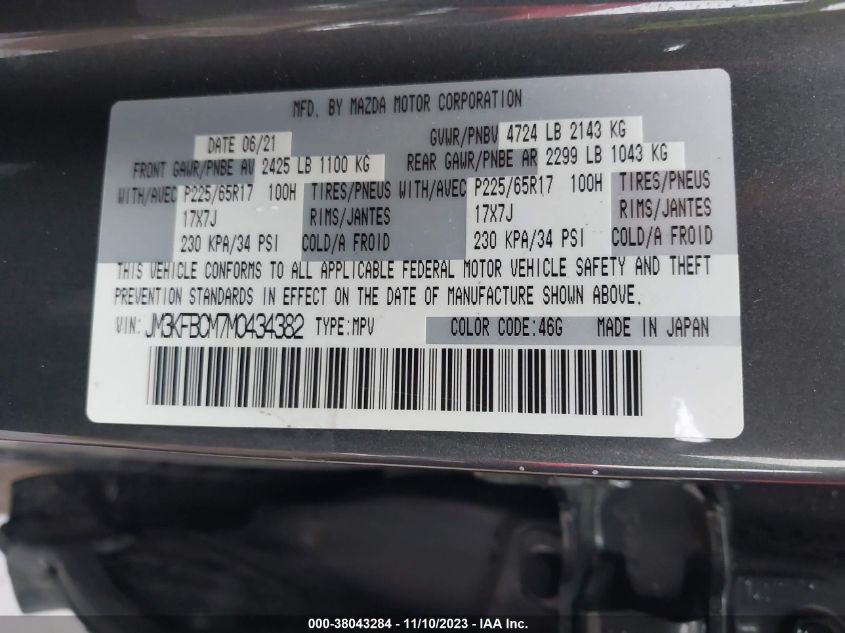 MFD. BY MAZDA MOTOR CORPORATION
DATE 06/21 GVWR/PNBV 4724 LB 2143 KG
FRONT GAWR/PNBE AV 2425 LB 1100 KG REAR GAWR/PNBE AR 2299 LB 1043 KG
WITH/AVEC P225/65R17 100H TIRES/PNEUS WITH/AVEC P225/65R17 100H TIRES/PNEUS
17X7J RIMS/JANTES 17X7J RIMS/JANTES
230 KPA/34 PSI COLD/A FROID 230 KPA/34 PSI COLD/A FROID
THIS VEHICLE CONFORMS TO ALL APPLICABLE FEDERAL MOTOR VEHICLE SAFETY AND THEFT
PREVENTION STANDARDS IN EFFECT ON THE DATE OF MANUFACTURE SHOWN ABOVE.
VIN: JM3KFBCM7M0434382 TYPE:MPV COLOR CODE:46G MADE IN JAPAN
000-38043284 - 11/10/2023 - IAA Inc.